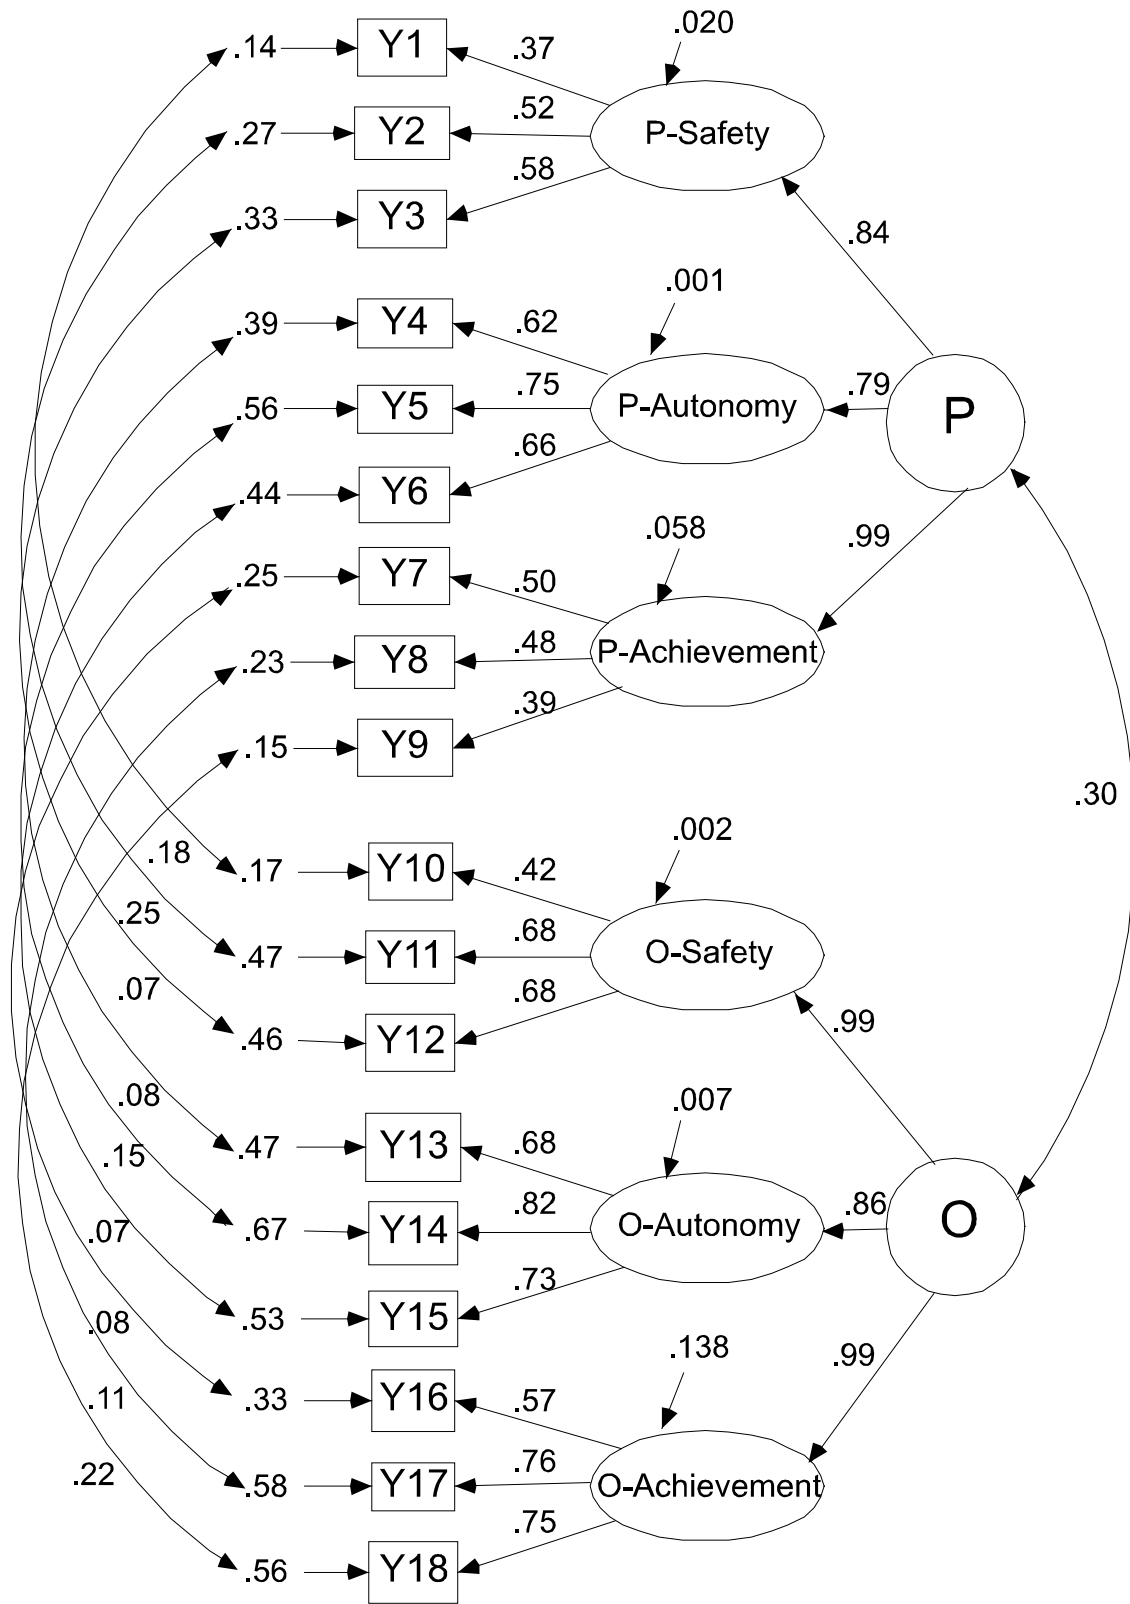 .020
.14 Y1 .37
.27 Y2 .52 P-Safety
.33 Y3 .58
.84
.001
.39 Y4 .62
.56 Y5 .75 P-Autonomy .79 P
.44 Y6 .66
.058 .99
.25 Y7 .50
.23 Y8 .48 P-Achievement
.15 Y9 .39
.30
.002
.18 .17 Y10 .42
.25 .47 Y11 .68 O-Safety
.07 .46 Y12 .68
.99
.007
.08 .47 Y13 .68
.15 .67 Y14 .82 O-Autonomy .86 O
.07 .53 Y15 .73
.08 .138 .99
.11 .33 Y16 .57
.22 .58 Y17 .76 O-Achievement
.56 Y18 .75